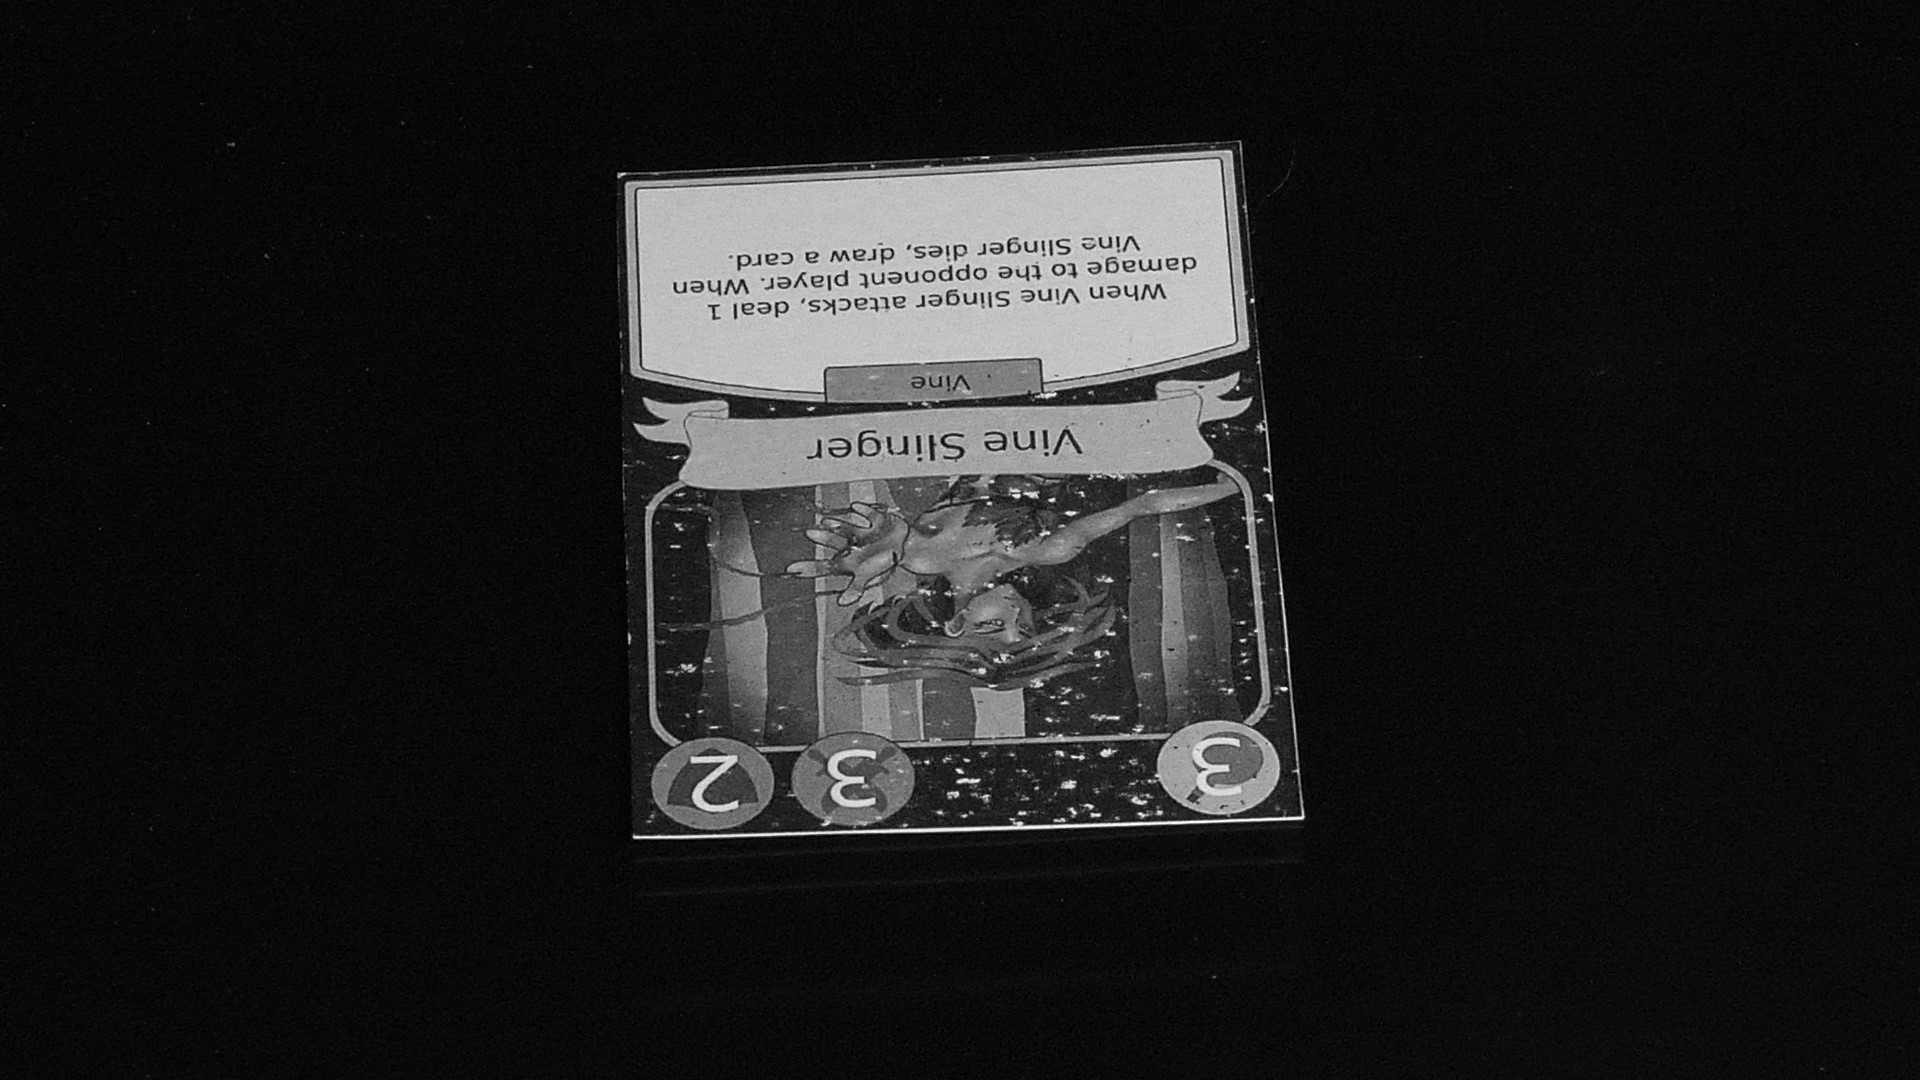 3 3 2
Vine Slinger
Vine
When Vine Slinger attacks, deal 1
damage to the opponent player. When
Vine Slinger dies, draw a card.